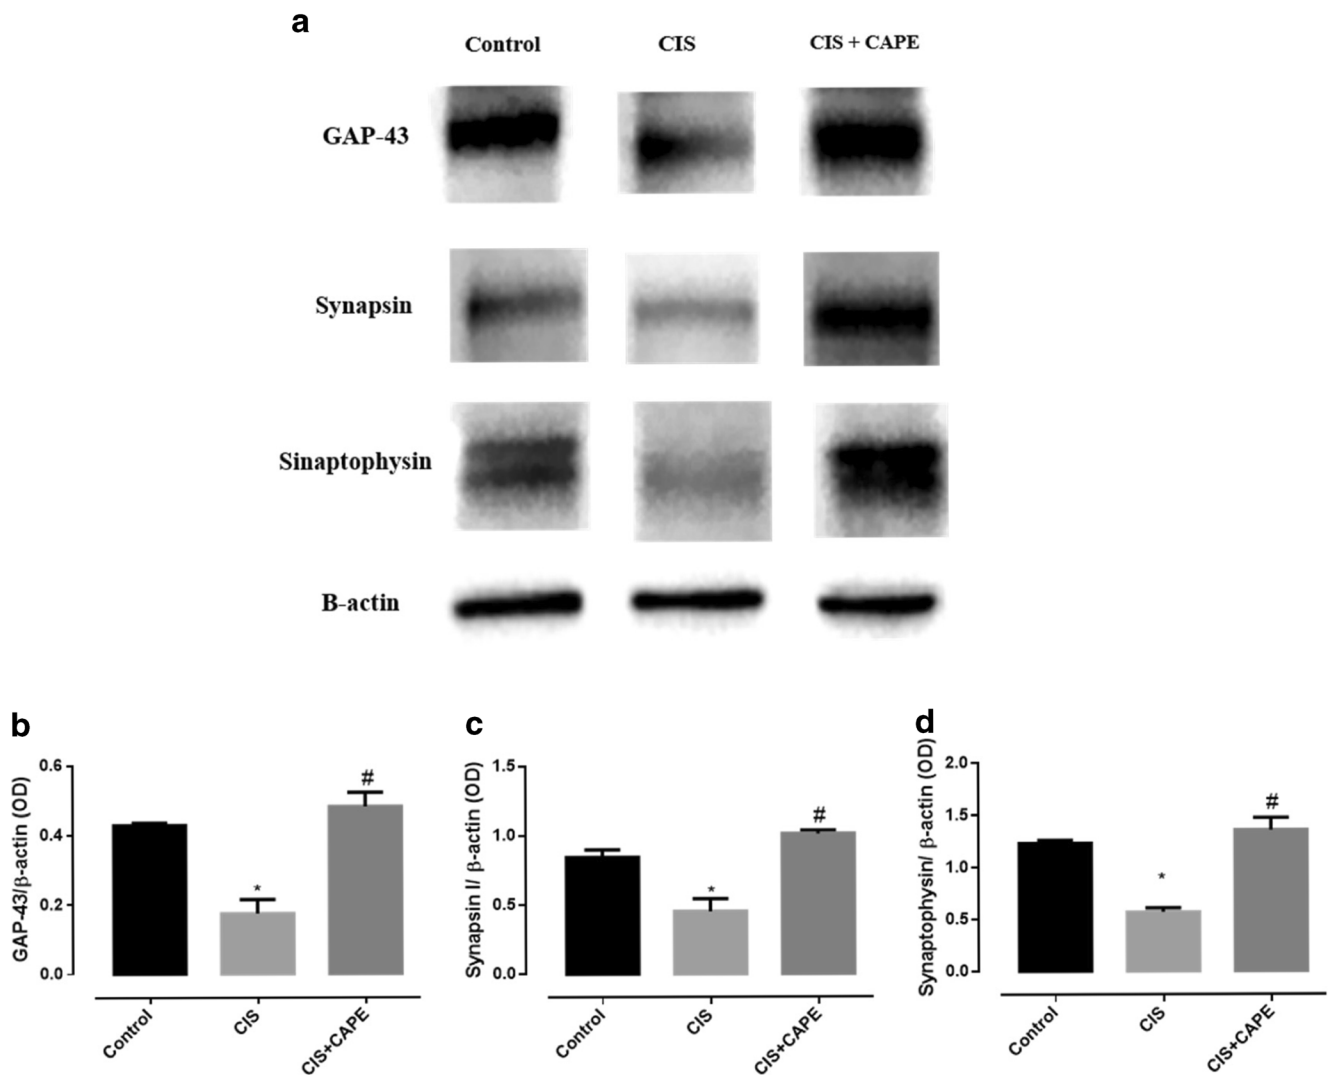 a
Control CIS CIS + CAPE
GAP-43
Synapsin
Sinaptophysin
B-actin
b
GAP-43/β-actin (OD)
0.6
0.4
0.2
0.0
*
#
Control
CIS
CIS+CAPE
c
Synapsin I/ β-actin (OD)
1.5
1.0
0.5
0.0
*
#
Control
CIS
CIS+CAPE
d
Synaptophysin/ β-actin (OD)
2.0
1.5
1.0
0.5
0.0
*
#
Control
CIS
CIS+CAPE